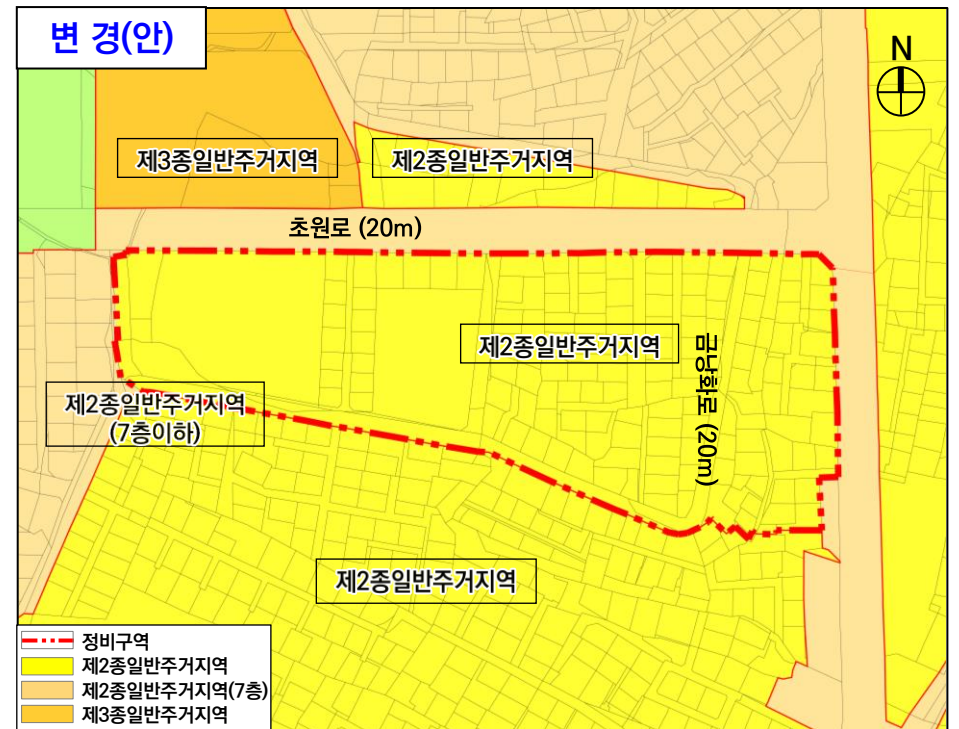 변 경(안)
N
제3종일반주거지역
제2종일반주거지역
초원로 (20m)
제2종일반주거지역
금낭화로 (20m)
제2종일반주거지역
(7층이하)
제2종일반주거지역
정비구역
제2종일반주거지역
제2종일반주거지역(7층)
제3종일반주거지역